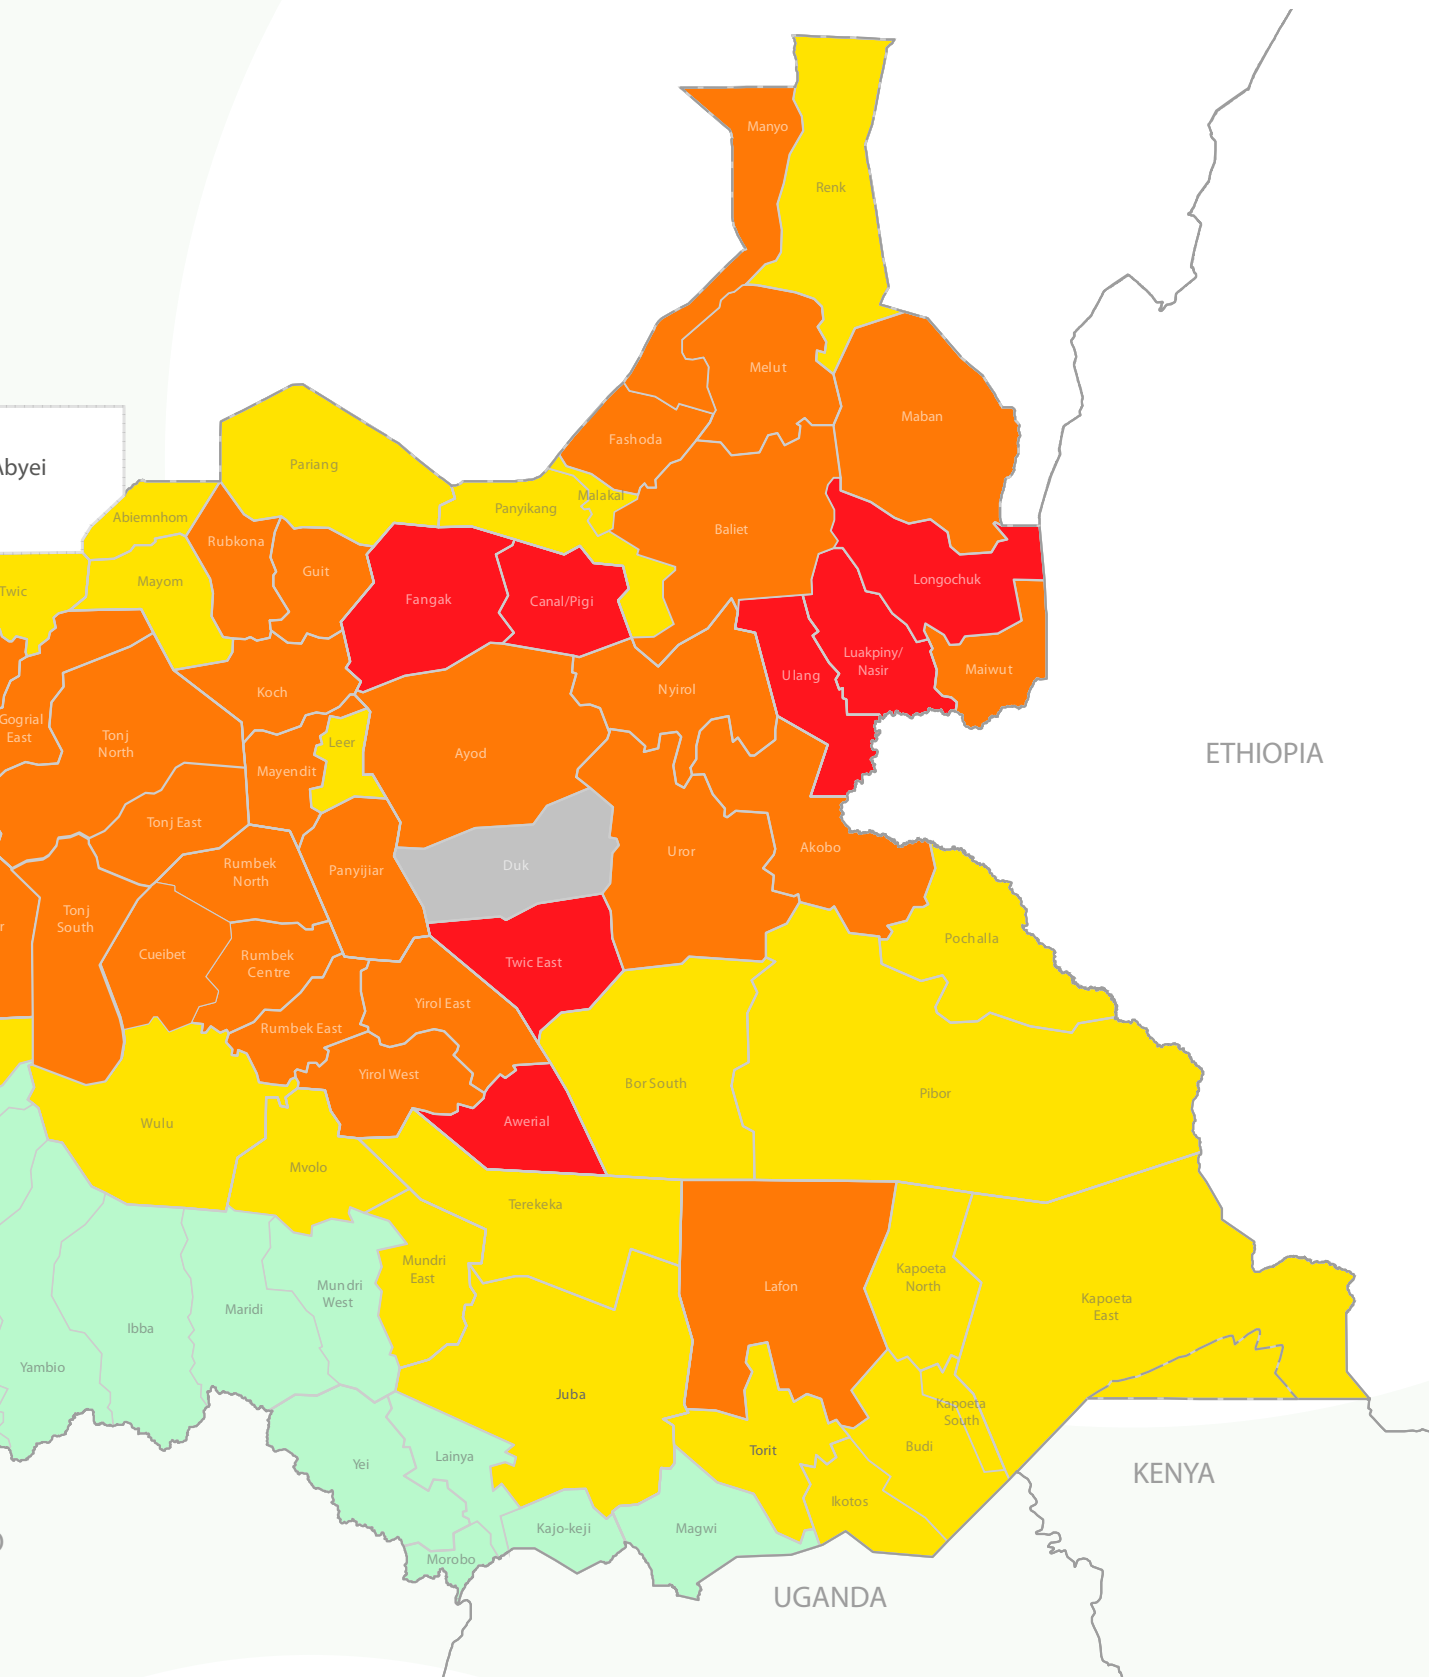 Manyo
Renk
Melut
Maban
Fashoda
Abyei
Pariang
Malakal
Panyikang
Abiemnhom
Baliet
Rubkona
Guit
Mayom
Twic
Fangak
Canal/Pigi
Longochuk
Luakpiny/
Nasir
Maiwut
Ulang
Koch
Nyirol
Gogrial
East
Tonj
North
Leer
Ayod
ETHIOPIA
Mayendit
Tonj East
Uror
Akobo
Rumbek
North
Panyijiar
Duk
Tonj
South
r
Pochalla
Cueibet
Rumbek
Centre
Twic East
Yirol East
Rumbek East
Yirol West
Bor South
Pibor
Wulu
Awerial
Mvolo
Terekeka
Mundri
East
Kapoeta
North
Lafon
Mundri
West
Kapoeta
East
Maridi
Ibba
Yambio
Juba
Kapoeta
South
Budi
Torit
Lainya
Yei
KENYA
Ikotos
Kajo-keji
Magwi
Morobo
UGANDA